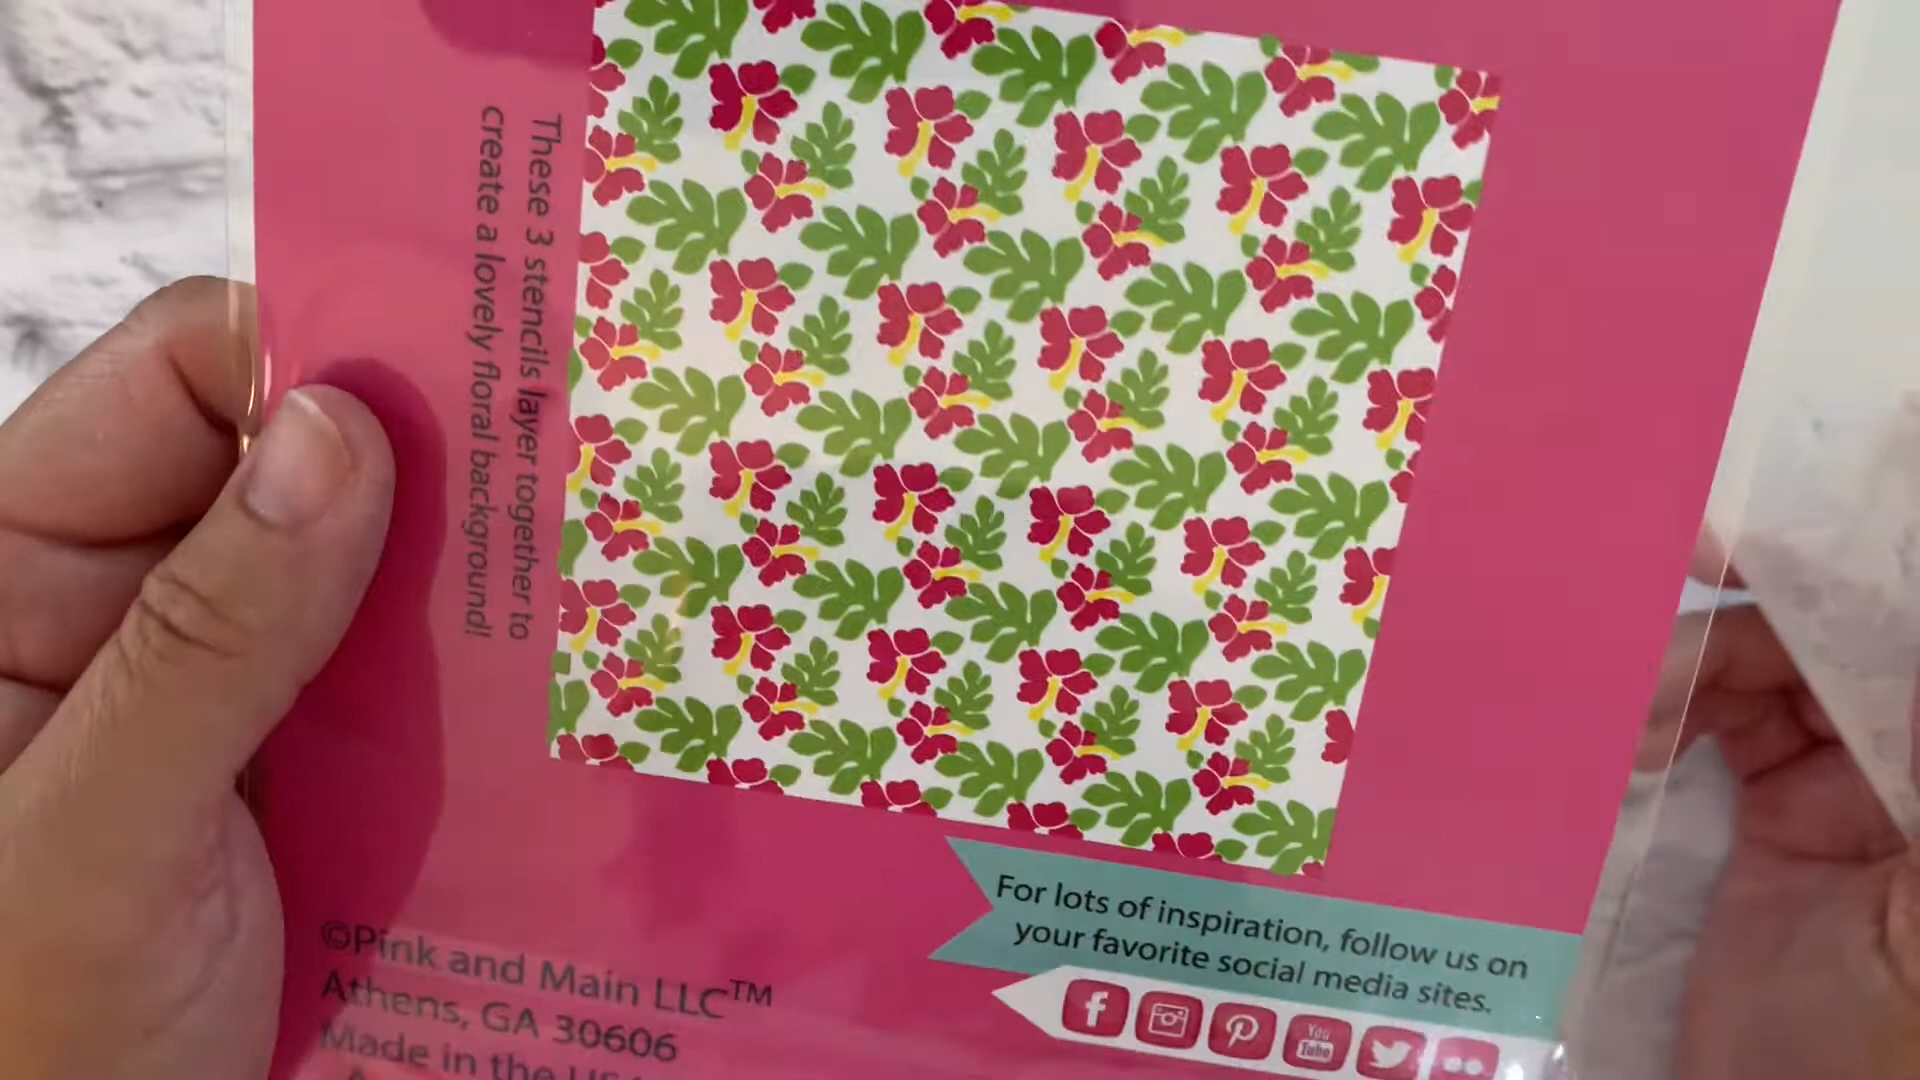 These 3 stencils layer together to
create a lovely floral background!
For lots of inspiration, follow us on
your favorite social media sites.
You
Tube
©Pink and Main LLC™
Athens, GA 30606
Made in the